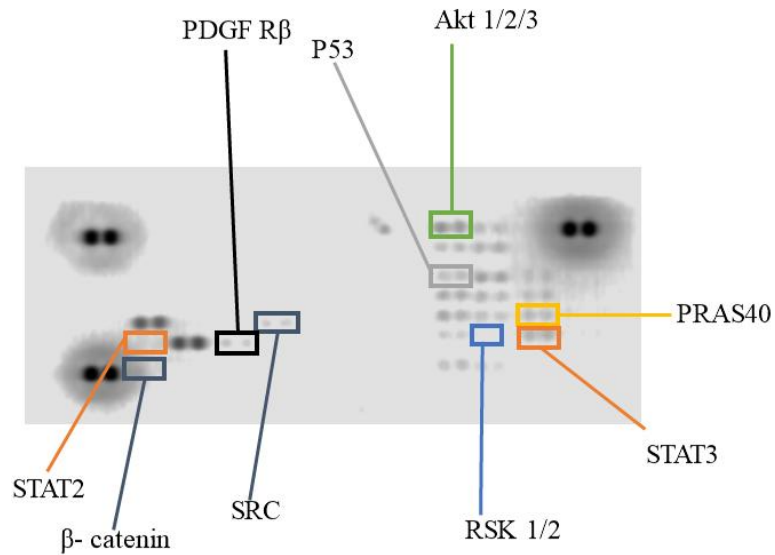 PDGF Rβ
Akt 1/2/3
P53
PRAS40
STAT3
STAT2
SRC
RSK 1/2
β- catenin